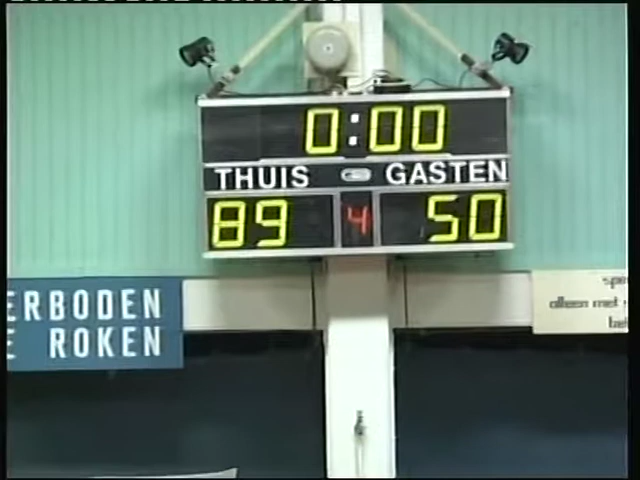 0:00
THUIS GASTEN
89 4 50
ERBODEN
E ROKEN
alleen met